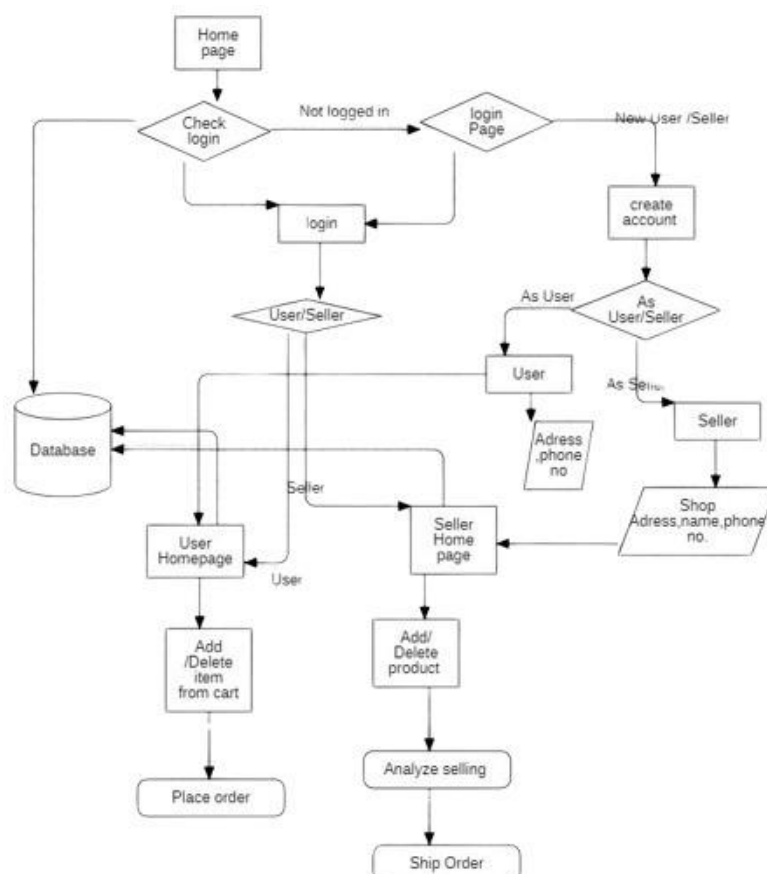 Home
page
Check
login
Not logged in
login
Page
New User /Seller
login
create
account
User/Seller
As User
As
User/Seller
User
As Seller
Seller
Database
Adress
,phone
no
Seller
Shop
Adress,name,phone
no.
User
Homepage
Seller
Home
page
User
Add
/Delete
item
from cart
Add/
Delete
product
Analyze selling
Place order
Ship Order